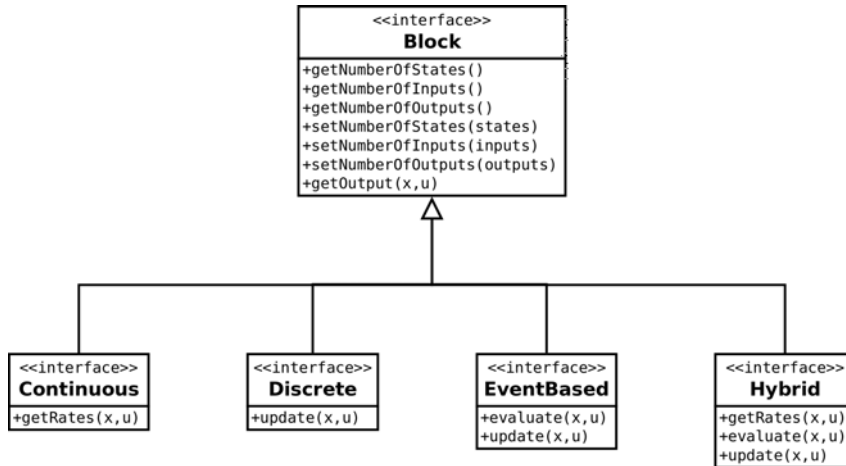 <<interface>>
Block
+getNumberOfStates()
+getNumberOfInputs()
+getNumberOfOutputs()
+setNumberOfStates(states)
+setNumberOfInputs(inputs)
+setNumberOfOutputs(outputs)
+getOutput(x,u)
<<interface>>
Continuous
+getRates(x,u)
<<interface>>
Discrete
+update(x,u)
<<interface>>
EventBased
+evaluate(x,u)
+update(x,u)
<<interface>>
Hybrid
+getRates(x,u)
+evaluate(x,u)
+update(x,u)